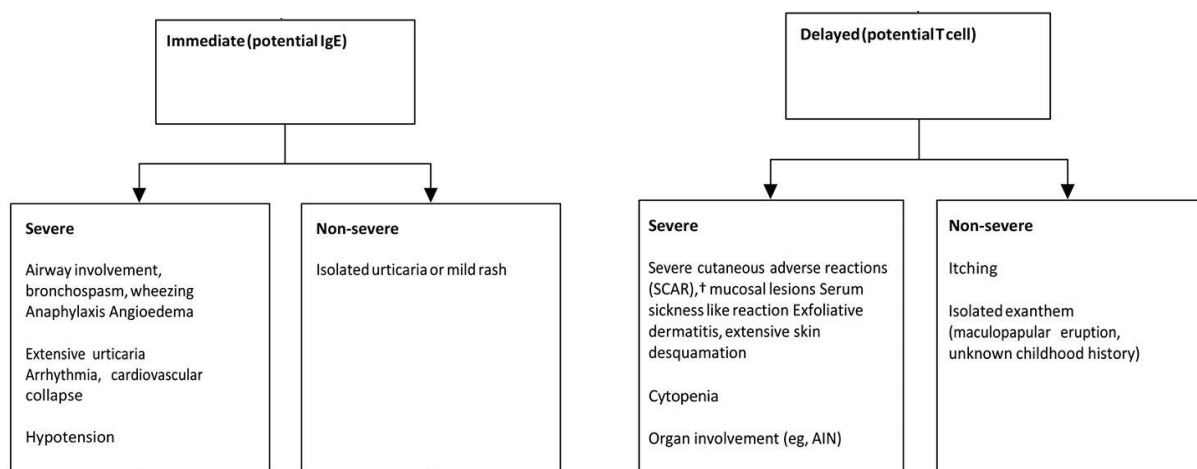 Immediate (potential IgE)
Severe
Airway involvement,
bronchospasm, wheezing
Anaphylaxis Angioedema
Extensive urticaria
Arrhythmia, cardiovascular
collapse
Hypotension
Non-severe
Isolated urticaria or mild rash
Delayed (potential T cell)
Severe
Severe cutaneous adverse reactions
(SCAR),† mucosal lesions Serum
sickness like reaction Exfoliative
dermatitis, extensive skin
desquamation
Cytopenia
Organ involvement (eg, AIN)
Non-severe
Itching
Isolated exanthem
(maculopapular eruption,
unknown childhood history)